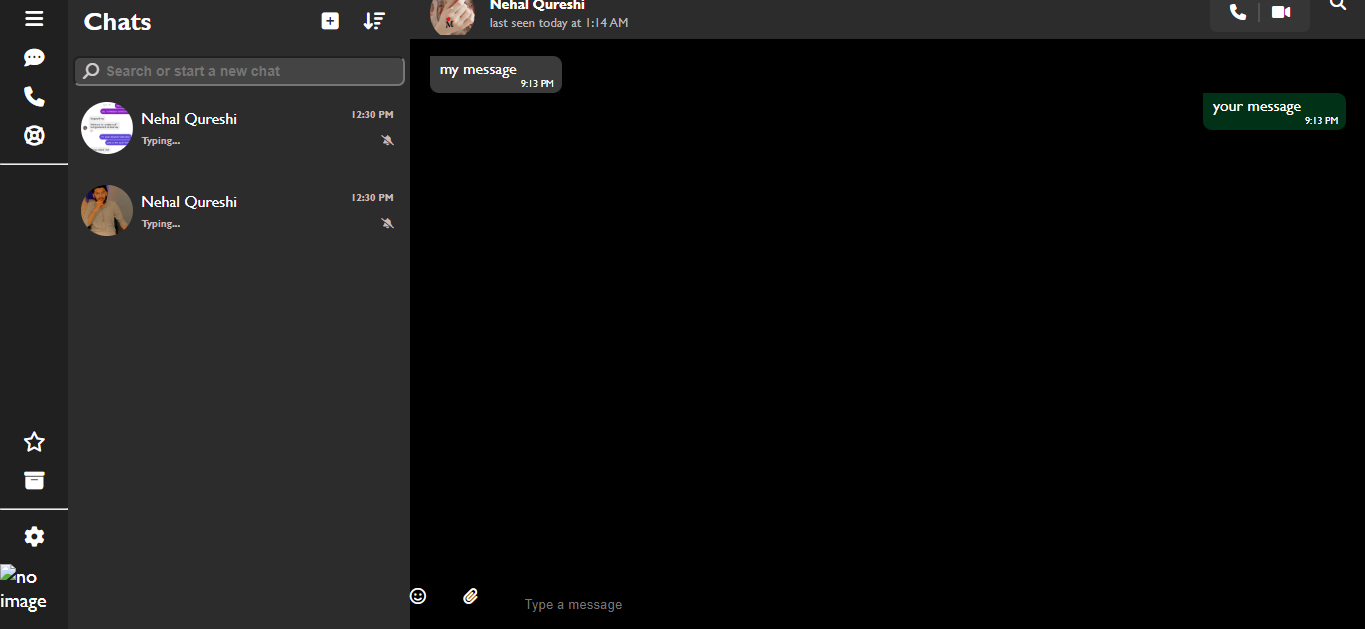 Chats
Search or start a new chat
Nehal Qureshi
12:30 PM
Typing...
Nehal Qureshi
12:30 PM
Typing...
no
image
Nehal Qureshi
last seen today at 1:14 AM
my message
9:13 PM
your message
9:13 PM
Type a message